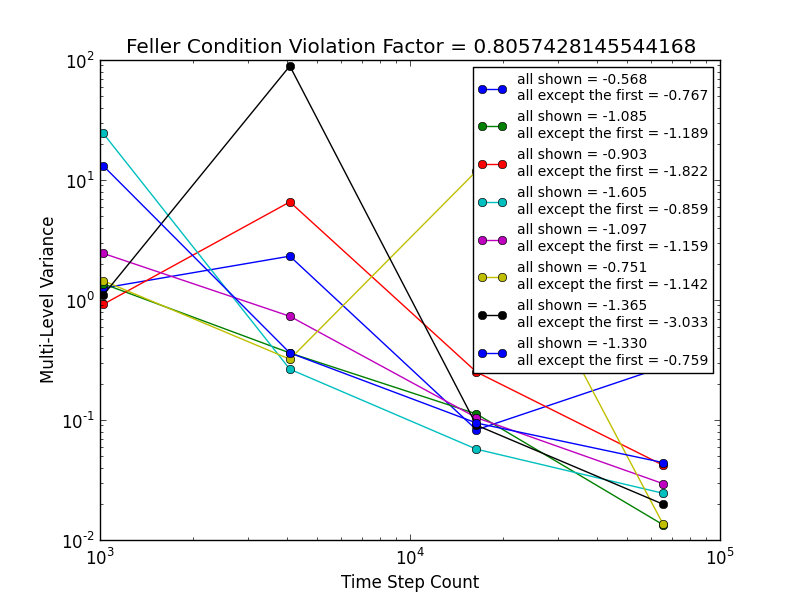 Feller Condition Violation Factor = 0.8057428145544168
10^2
10^1
10^0
10^-1
10^-2
Multi-Level Variance
all shown = -0.568
all except the first = -0.767
all shown = -1.085
all except the first = -1.189
all shown = -0.903
all except the first = -1.822
all shown = -1.605
all except the first = -0.859
all shown = -1.097
all except the first = -1.159
all shown = -0.751
all except the first = -1.142
all shown = -1.365
all except the first = -3.033
all shown = -1.330
all except the first = -0.759
10^3 10^4 10^5
Time Step Count